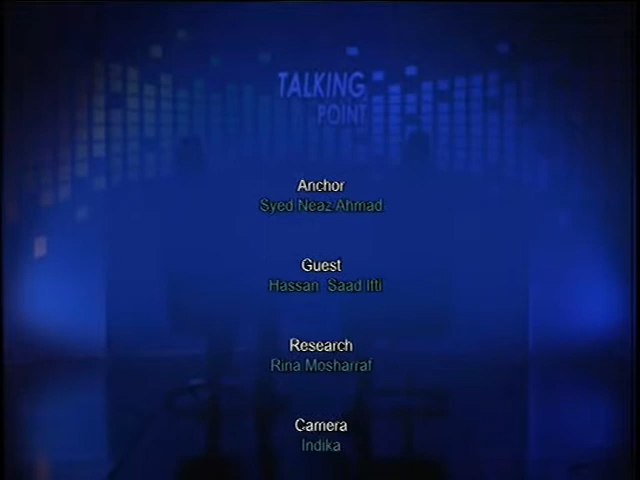 TALKING
POINT
Anchor
Syed Neaz Ahmad
Guest
Hassan Saad Ifti
Research
Rina Mosharraf
Camera
Indika